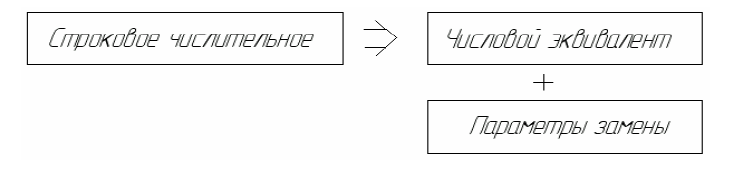 Строковое числительное
Числовой эквивалент
+
Параметры замены